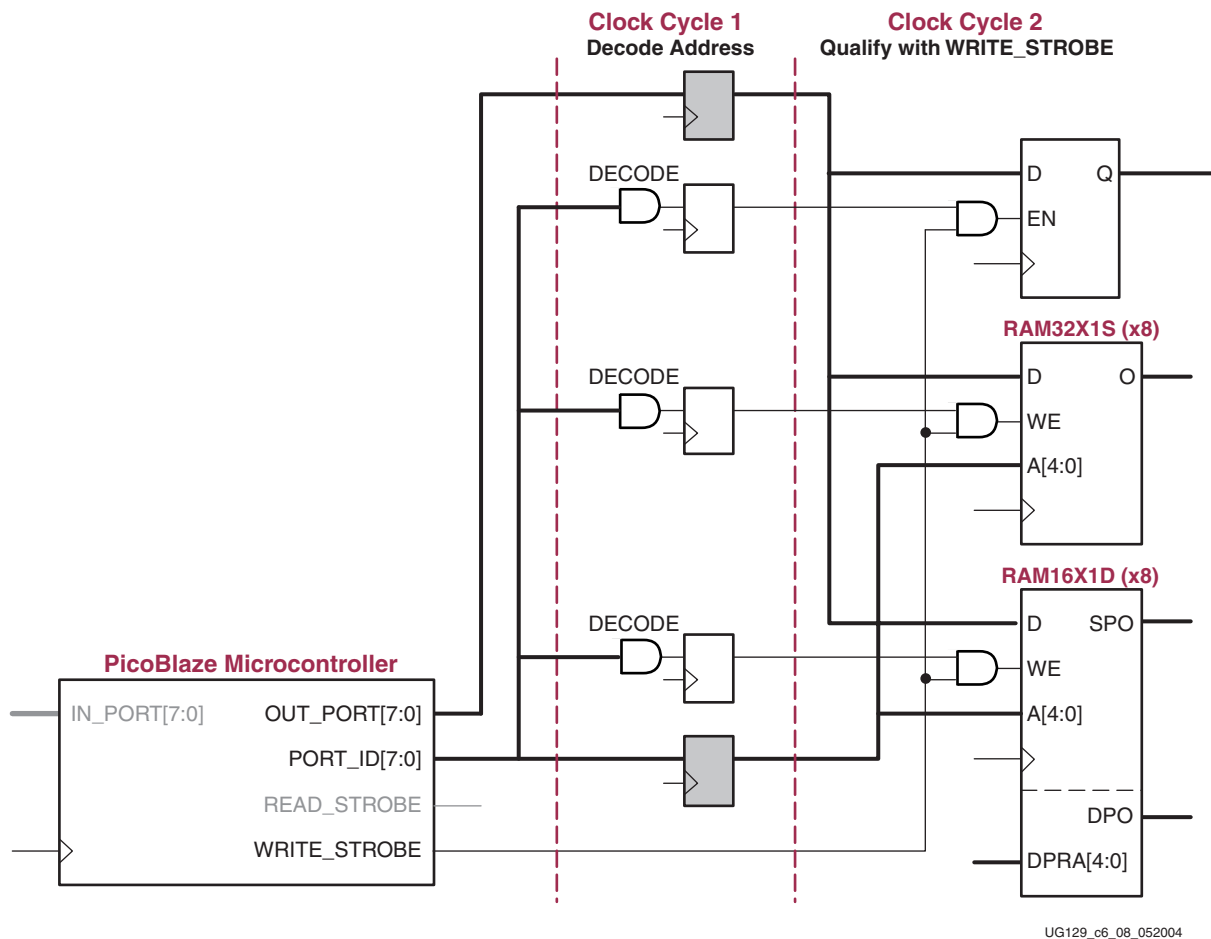 Clock Cycle 1
Decode Address
Clock Cycle 2
Qualify with WRITE_STROBE
DECODE
D Q
EN
RAM32X1S (x8)
DECODE
D O
WE
A[4:0]
RAM16X1D (x8)
DECODE
D SPO
WE
A[4:0]
DPO
DPRA[4:0]
PicoBlaze Microcontroller
IN_PORT[7:0] OUT_PORT[7:0]
PORT_ID[7:0]
READ_STROBE
WRITE_STROBE
UG129_c6_08_052004